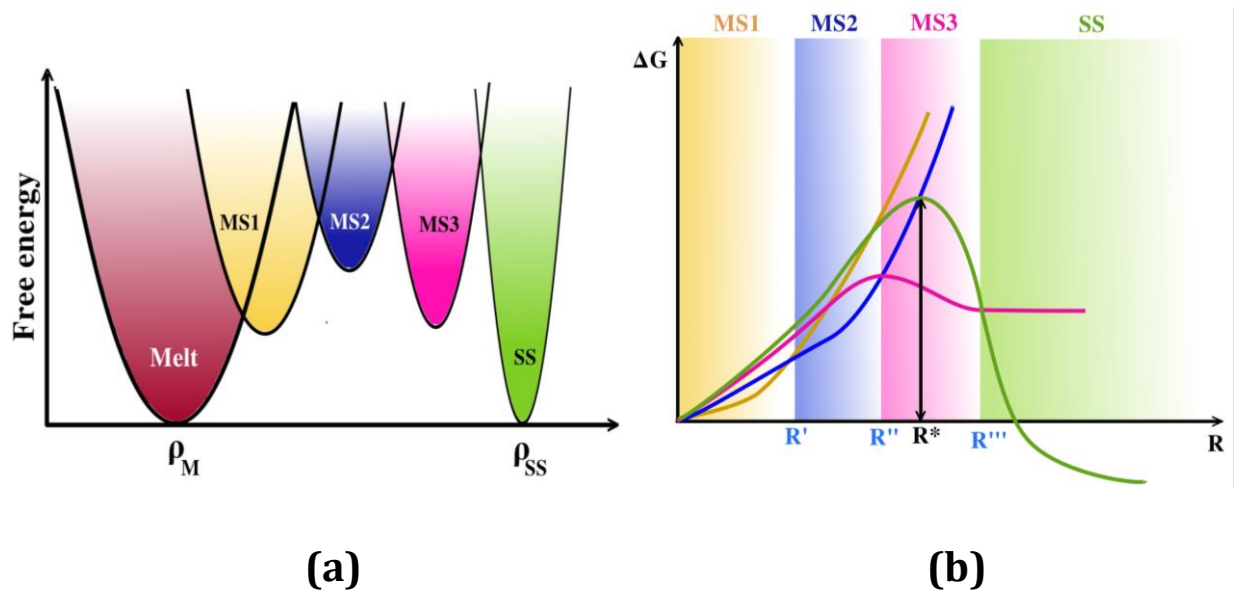 Free energy
Melt
MS1
MS2
MS3
SS
ρM
ρSS
(a)
MS1 MS2 MS3 SS
ΔG
R' R'' R* R''' R
(b)